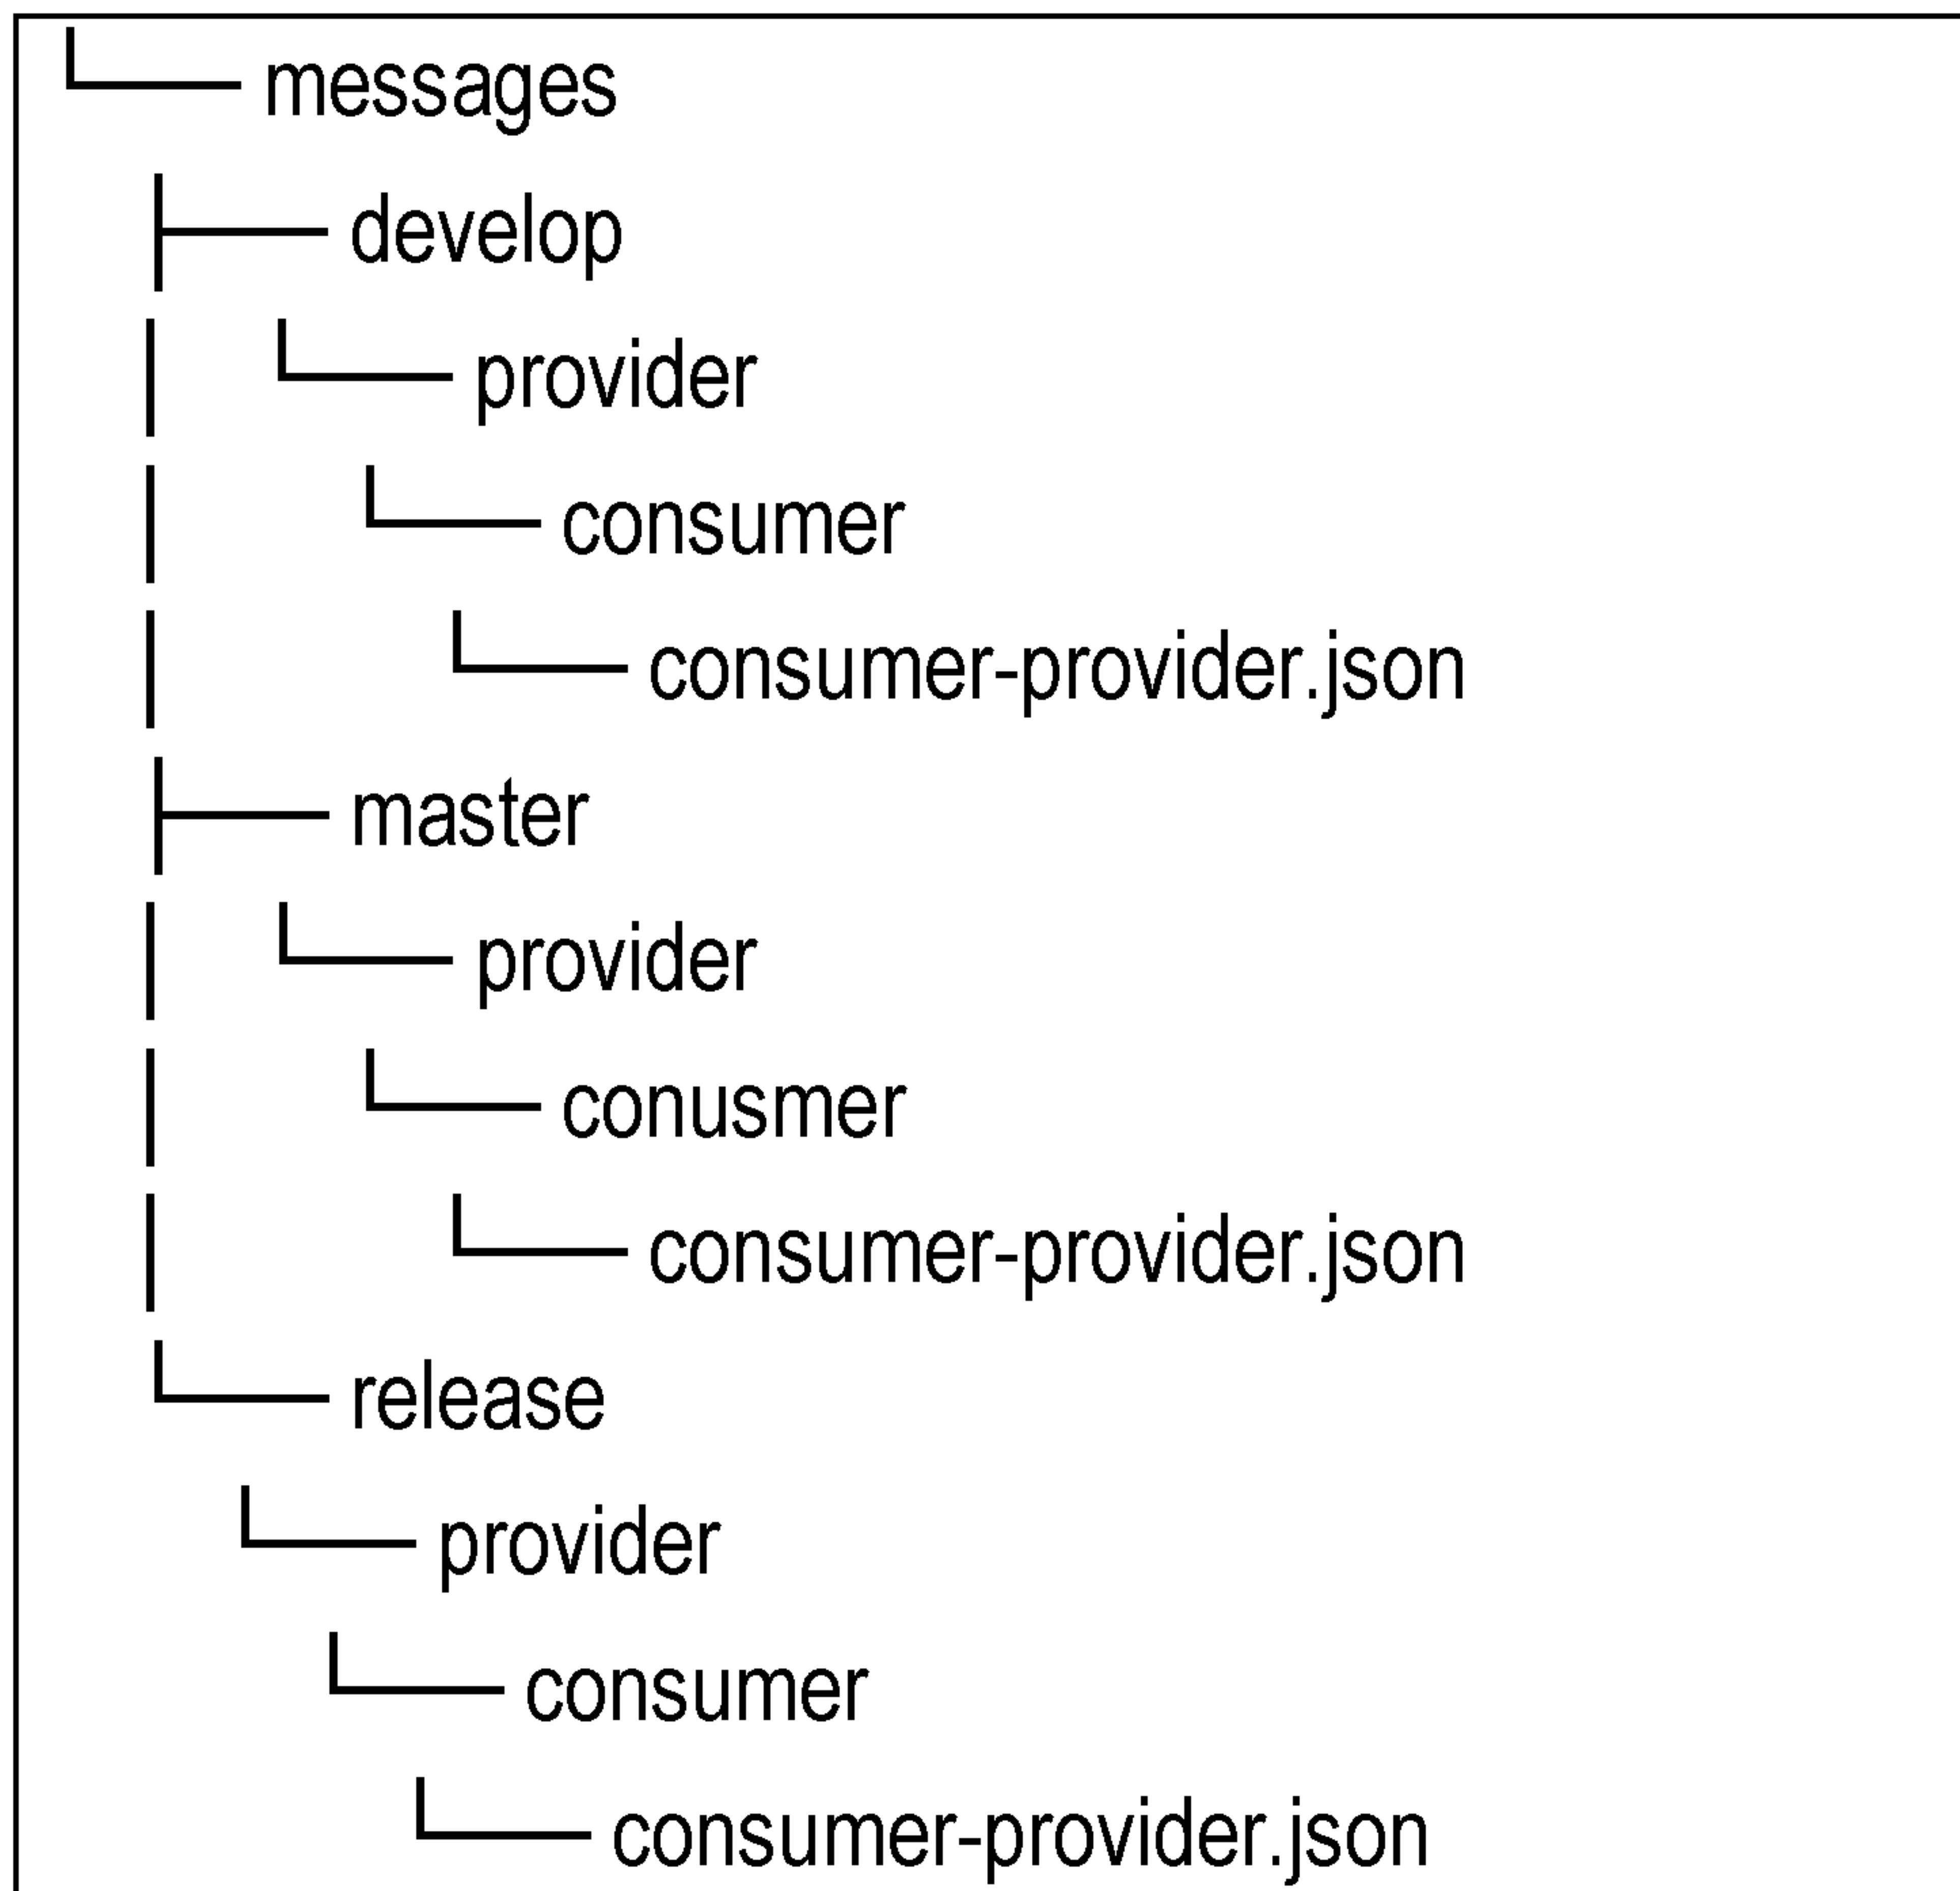 messages
develop
provider
consumer
consumer-provider.json
master
provider
conusmer
consumer-provider.json
release
provider
consumer
consumer-provider.json